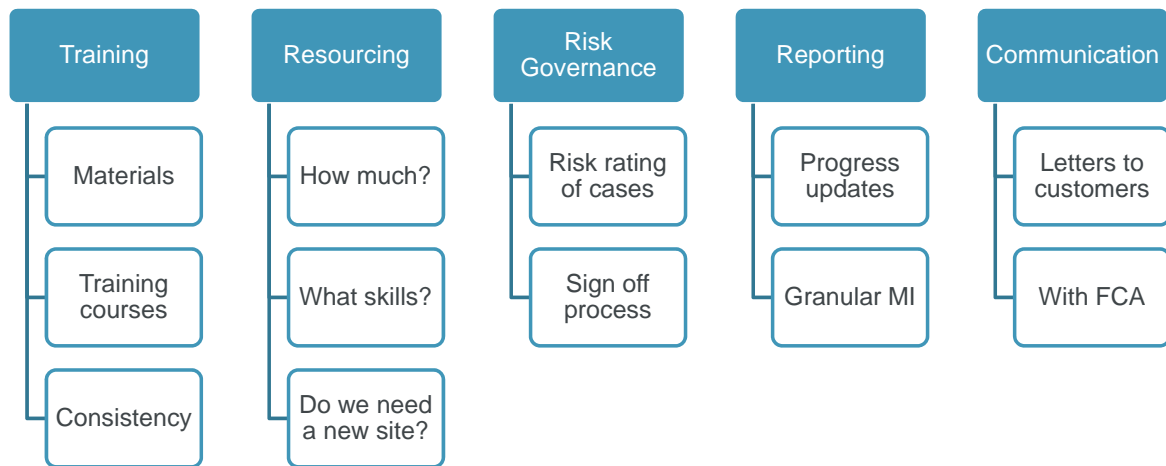 Training
Materials
Training
courses
Consistency
Resourcing
How much?
What skills?
Do we need
a new site?
Risk
Governance
Risk rating
of cases
Sign off
process
Reporting
Progress
updates
Granular MI
Communication
Letters to
customers
With FCA